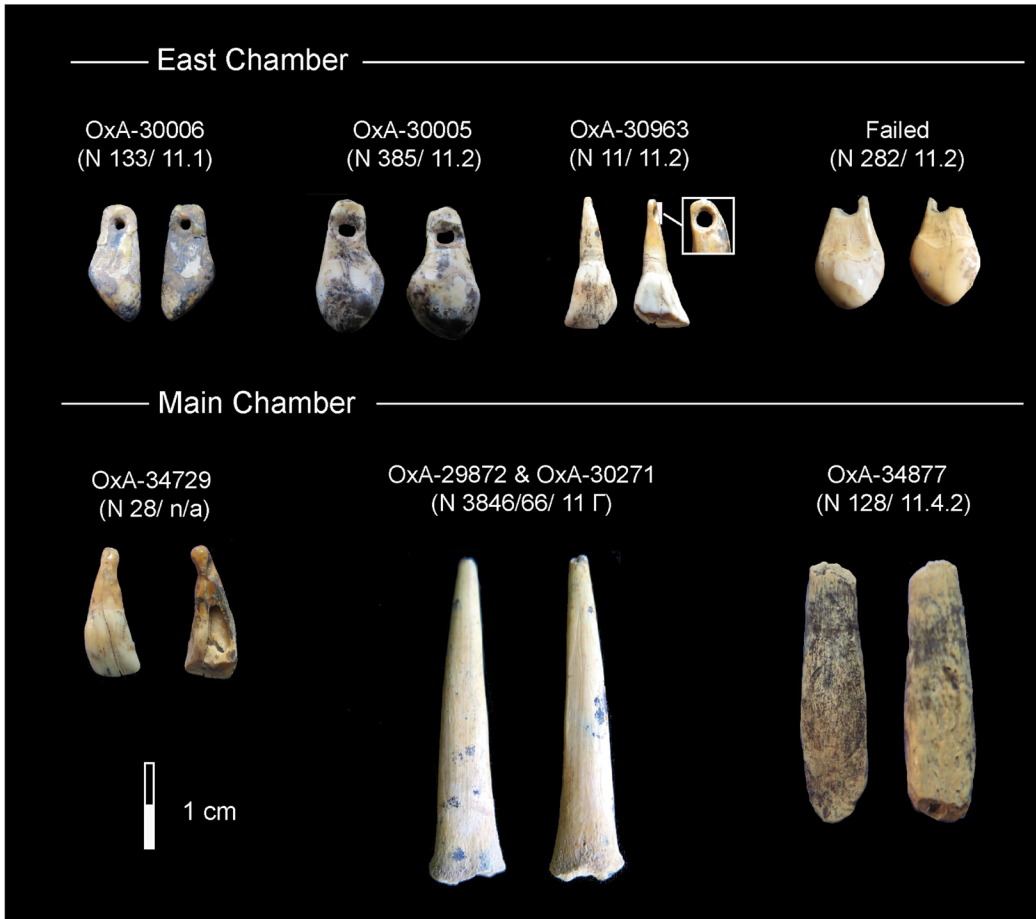 East Chamber
OxA-30006
(N 133/ 11.1)
OxA-30005
(N 385/ 11.2)
OxA-30963
(N 11/ 11.2)
Failed
(N 282/ 11.2)
Main Chamber
OxA-34729
(N 28/ n/a)
OxA-29872 & OxA-30271
(N 3846/66/ 11 Г)
OxA-34877
(N 128/ 11.4.2)
1 cm